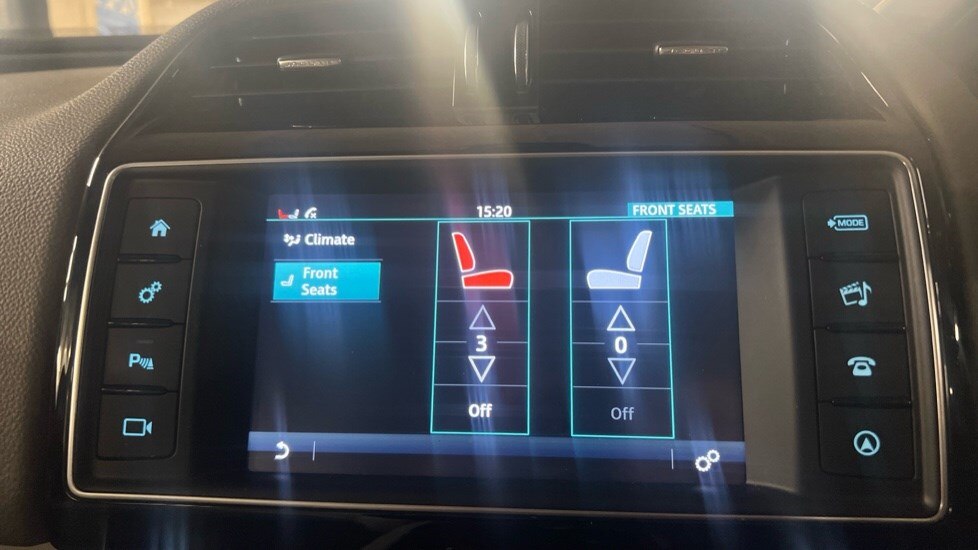 15:20
FRONT SEATS
Climate
Front
Seats
3
0
Off
Off
MODE
P